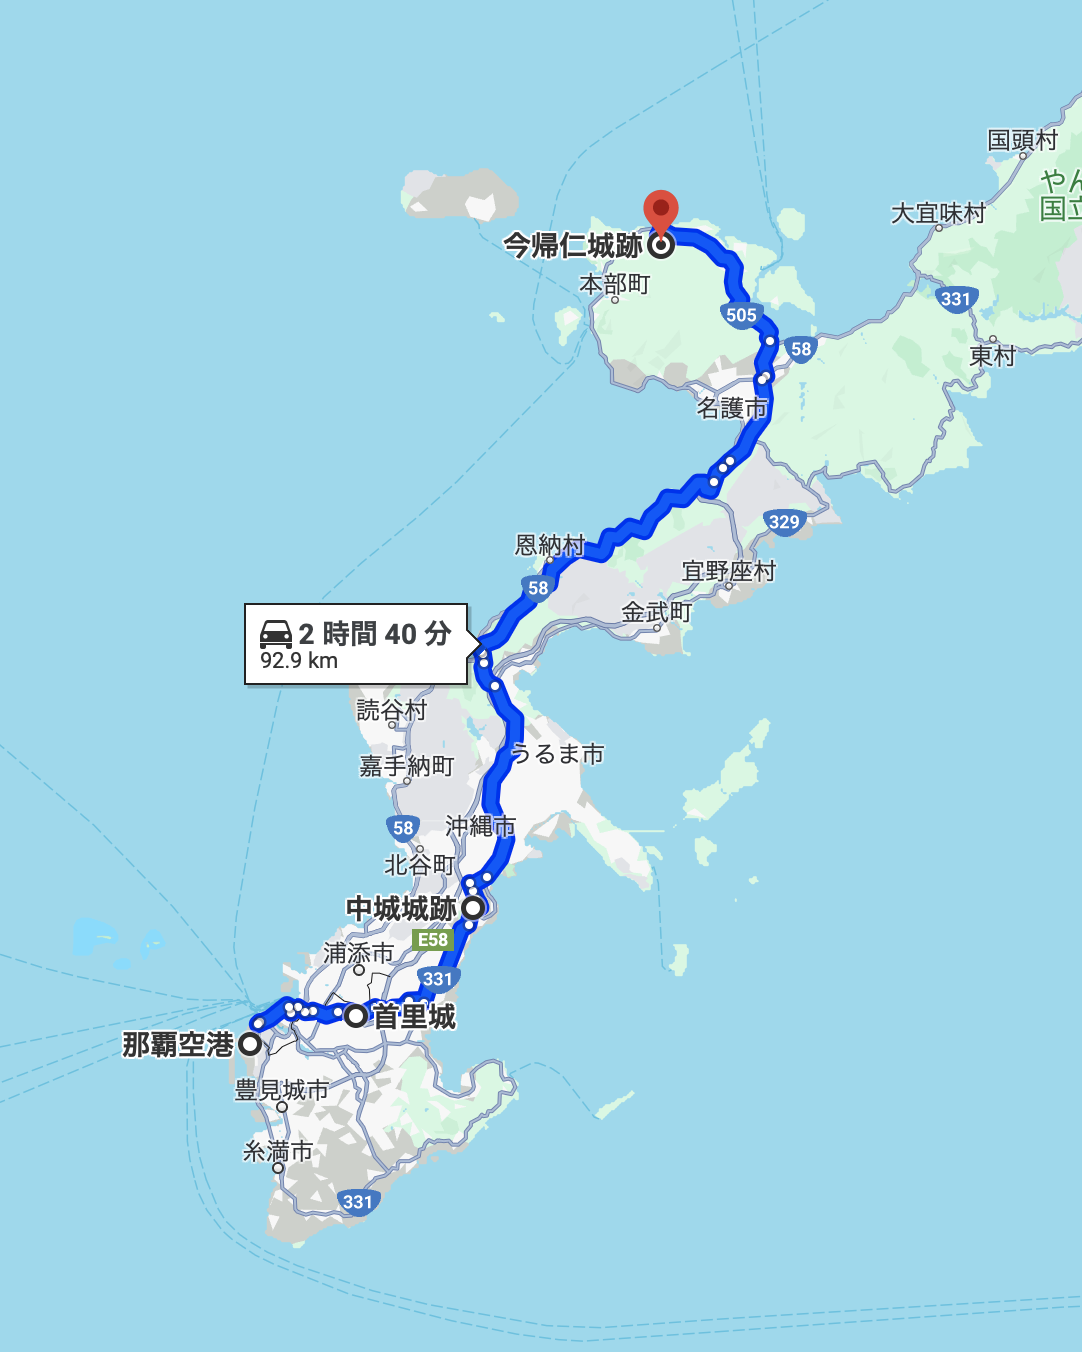 国頭村
やん
国立
大宜味村
今帰仁城跡
本部町
331
505
58
東村
名護市
329
恩納村
宜野座村
58
金武町
2 時間 40 分
92.9 km
読谷村
うるま市
嘉手納町
58
沖縄市
北谷町
中城城跡
E58
浦添市
331
首里城
那覇空港
豊見城市
糸満市
331